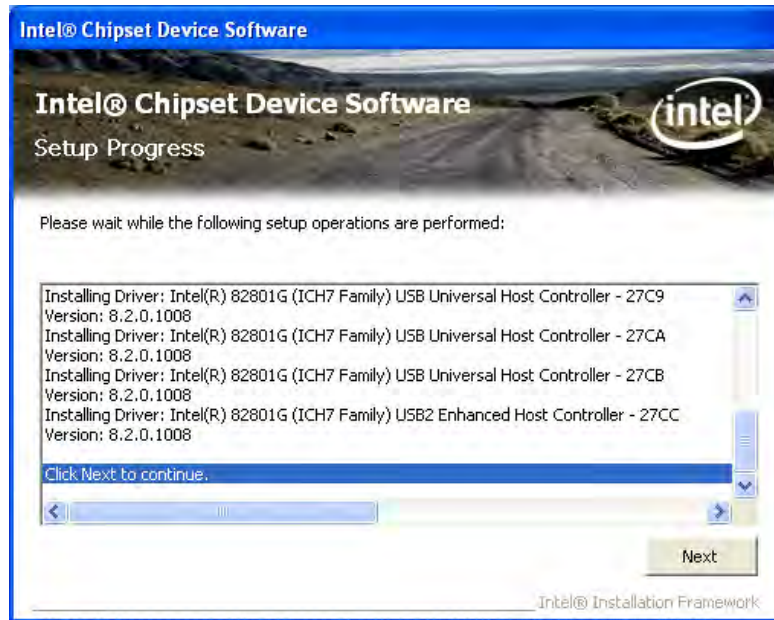 Intel® Chipset Device Software
Intel® Chipset Device Software
intel
Setup Progress
Please wait while the following setup operations are performed:
Installing Driver: Intel(R) 82801G (ICH7 Family) USB Universal Host Controller - 27C9
Version: 8.2.0.1008
Installing Driver: Intel(R) 82801G (ICH7 Family) USB Universal Host Controller - 27CA
Version: 8.2.0.1008
Installing Driver: Intel(R) 82801G (ICH7 Family) USB Universal Host Controller - 27CB
Version: 8.2.0.1008
Installing Driver: Intel(R) 82801G (ICH7 Family) USB2 Enhanced Host Controller - 27CC
Version: 8.2.0.1008
Click Next to continue.
Next
Intel® Installation Framework